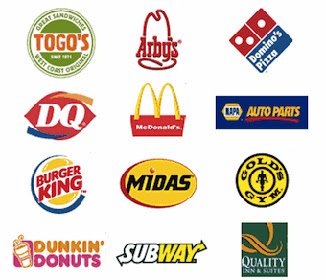 GREAT SANDWICHES
TOGO'S
SINCE 1971
WEST COAST ORIGINAL
Arby's
Domino's
Pizza
DQ
McDonald's
NAPA AUTO PARTS
BURGER
KING
MIDAS
GOLD'S
GYM
DUNKIN'
DONUTS
SUBWAY
QUALITY
INN & SUITES